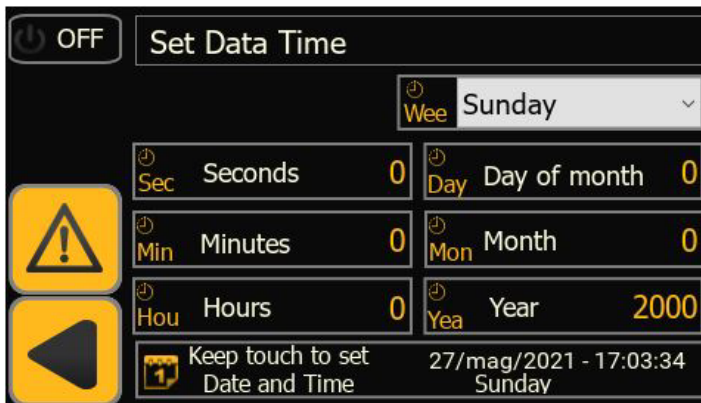 OFF
Set Data Time
Wee Sunday
Sec Seconds 0
Day Day of month 0
Min Minutes 0
Mon Month 0
Hou Hours 0
Yea Year 2000
1 Keep touch to set 27/mag/2021 - 17:03:34
Date and Time Sunday